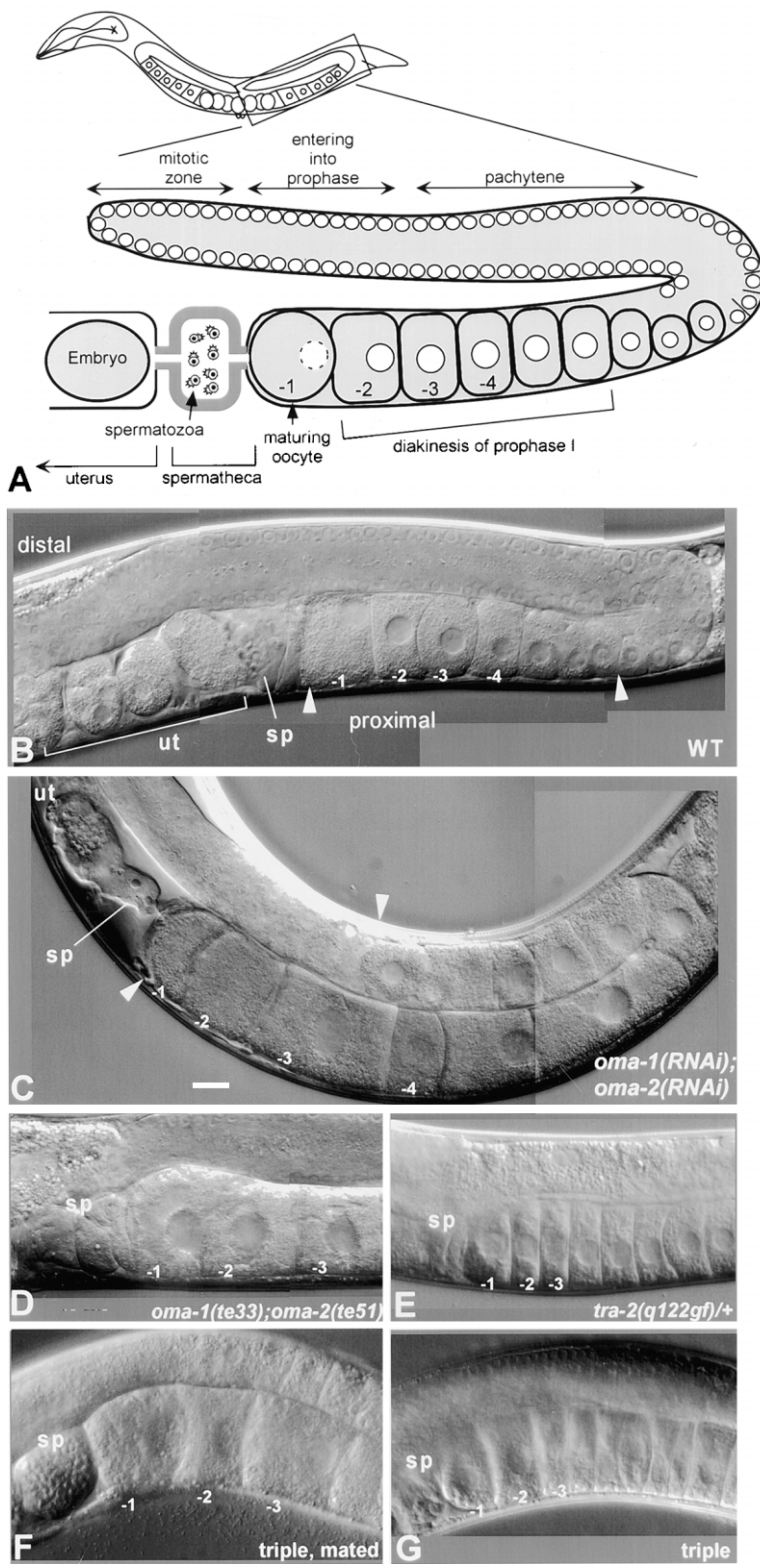 mitotic
zone
entering
into
prophase
pachytene
Embryo
-1
-2
-3
-4
spermatozoa
maturing
oocyte
diakinesis of prophase I
A
uterus
spermatheca
distal
-1
-2
-3
-4
ut
sp
proximal
B
WT
ut
sp
-1
-2
-3
-4
C
oma-1(RNAi);
oma-2(RNAi)
sp
-1
-2
-3
D
oma-1(te33);oma-2(te51)
sp
-1
-2
-3
E
tra-2(q122gf)/+
sp
-1
-2
-3
F
triple, mated
sp
-1
-2
-3
G
triple